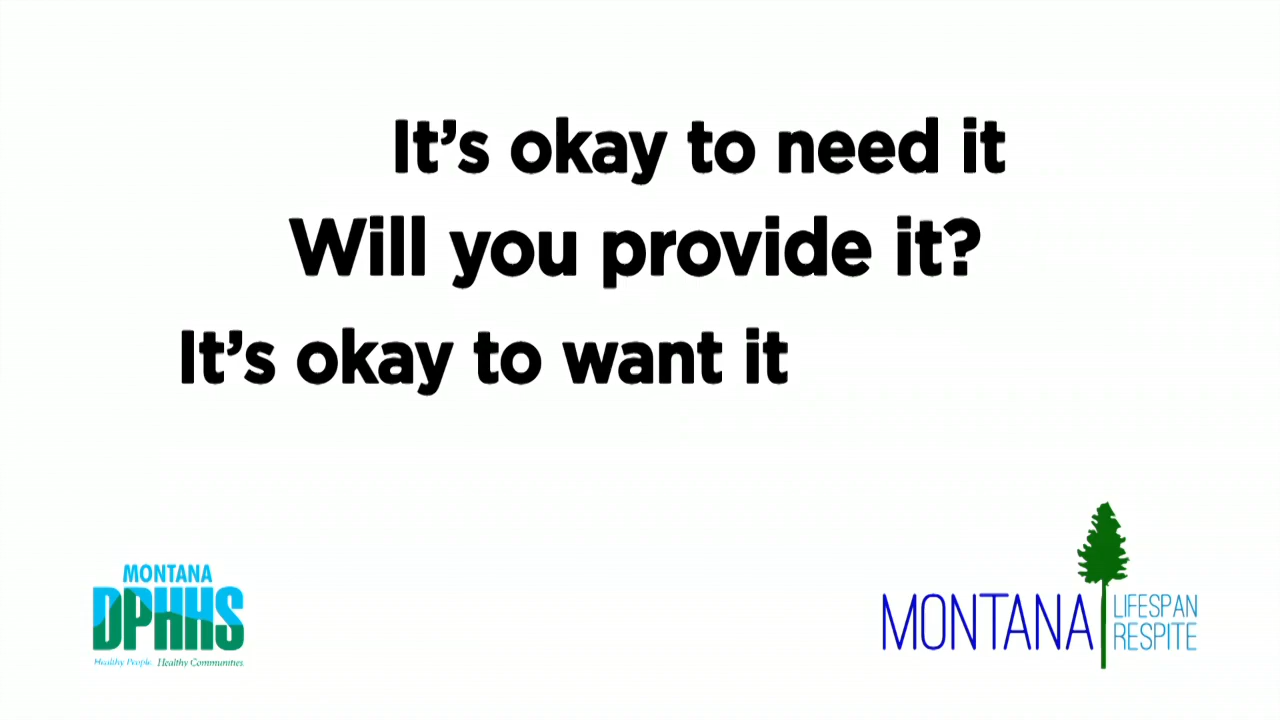 It's okay to need it
Will you provide it?
It's okay to want it
MONTANA
DPHHS
Healthy People. Healthy Communities.
MONTANA
LIFESPAN
RESPITE